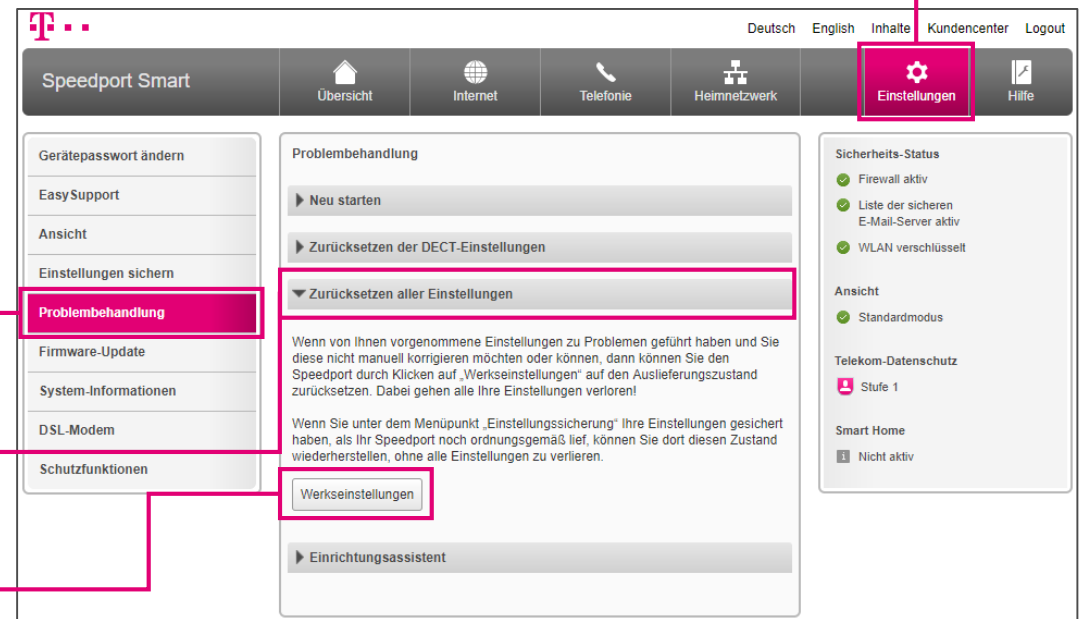 T
Deutsch English Inhalte Kundencenter Logout
Speedport Smart
Übersicht
Internet
Telefonie
Heimnetzwerk
Einstellungen
Hilfe
Gerätepasswort ändern
EasySupport
Ansicht
Einstellungen sichern
Problembehandlung
Firmware-Update
System-Informationen
DSL-Modem
Schutzfunktionen
Problembehandlung
Neu starten
Zurücksetzen der DECT-Einstellungen
Zurücksetzen aller Einstellungen
Wenn von Ihnen vorgenommene Einstellungen zu Problemen geführt haben und Sie
diese nicht manuell korrigieren möchten oder können, dann können Sie den
Speedport durch Klicken auf „Werkseinstellungen“ auf den Auslieferungszustand
zurücksetzen. Dabei gehen alle Ihre Einstellungen verloren!
Wenn Sie unter dem Menüpunkt „Einstellungssicherung“ Ihre Einstellungen gesichert
haben, als Ihr Speedport noch ordnungsgemäß lief, können Sie dort diesen Zustand
wiederherstellen, ohne alle Einstellungen zu verlieren.
Werkseinstellungen
Einrichtungsassistent
Sicherheits-Status
Firewall aktiv
Liste der sicheren
E-Mail-Server aktiv
WLAN verschlüsselt
Ansicht
Standardmodus
Telekom-Datenschutz
Stufe 1
Smart Home
i Nicht aktiv